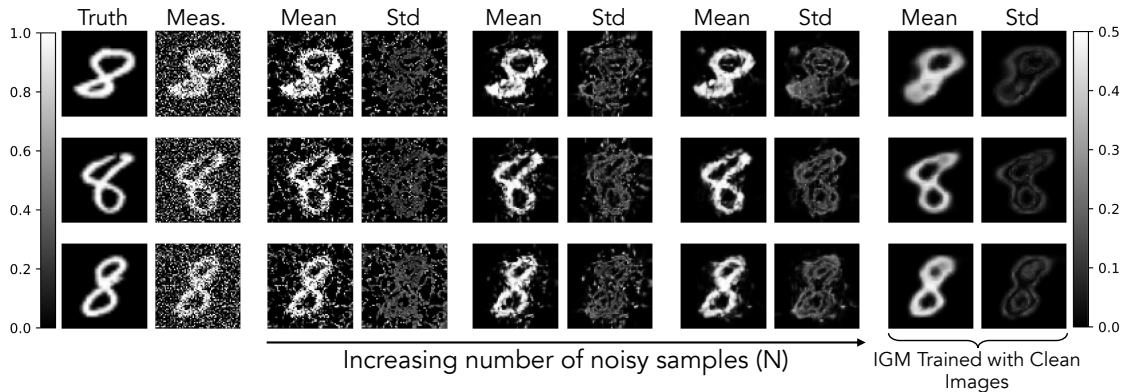 Truth Meas. Mean Std Mean Std Mean Std Mean Std
1.0 0.5
0.8 0.4
0.6 0.3
0.4 0.2
0.2 0.1
0.0 0.0
Increasing number of noisy samples (N)
IGM Trained with Clean
Images